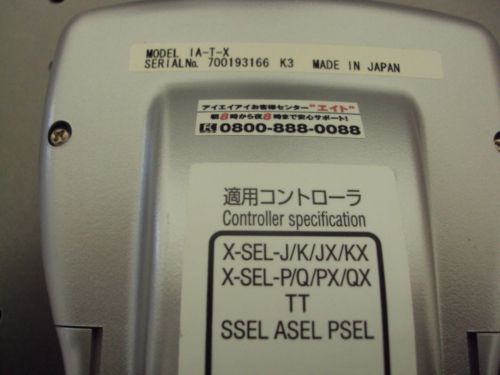 MODEL IA-T-X
SERIALNo. 700193166 K3 MADE IN JAPAN
アイエイアイお客様センター"エイト"
朝8時から夜8時まで安心サポート!
0800-888-0088
適用コントローラ
Controller specification
X-SEL-J/K/JX/KX
X-SEL-P/Q/PX/QX
TT
SSEL ASEL PSEL